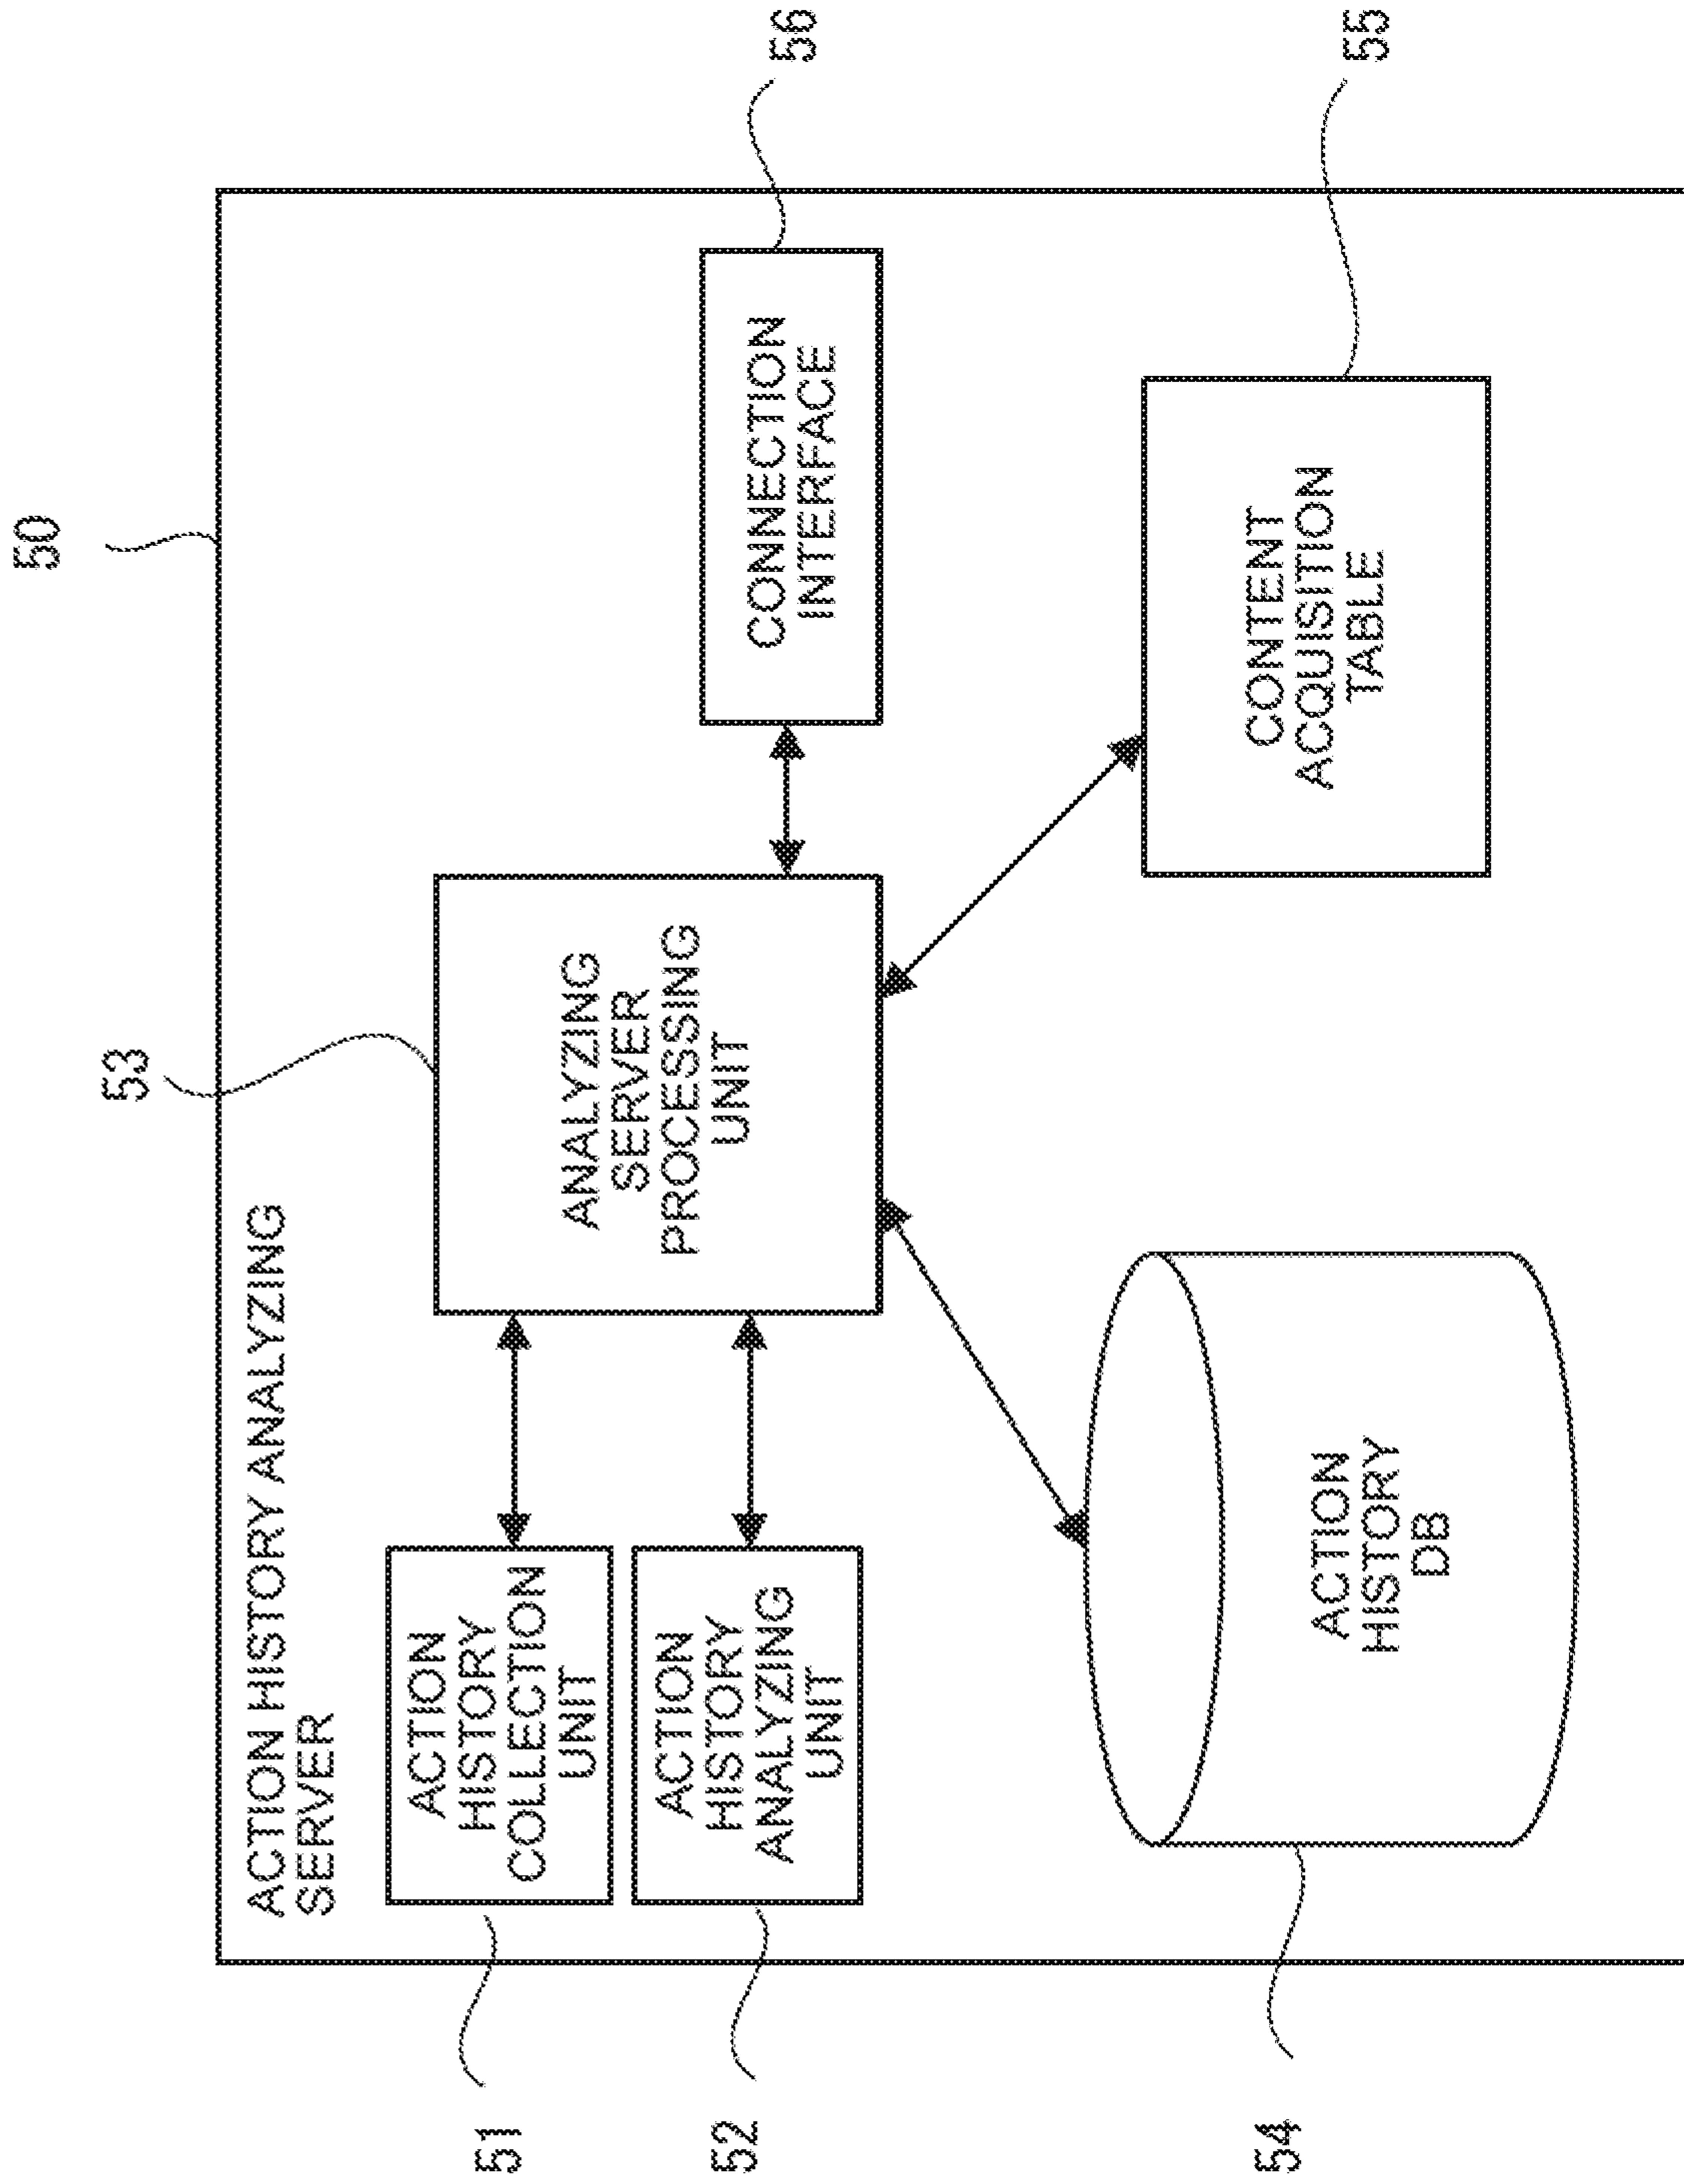 50
ACTION HISTORY ANALYZING
SERVER
53
51
ACTION
HISTORY
COLLECTION
UNIT
52
ACTION
HISTORY
ANALYZING
UNIT
ANALYZING
SERVER
PROCESSING
UNIT
CONNECTION
INTERFACE
56
54
ACTION
HISTORY
DB
CONTENT
ACQUISITION
TABLE
55